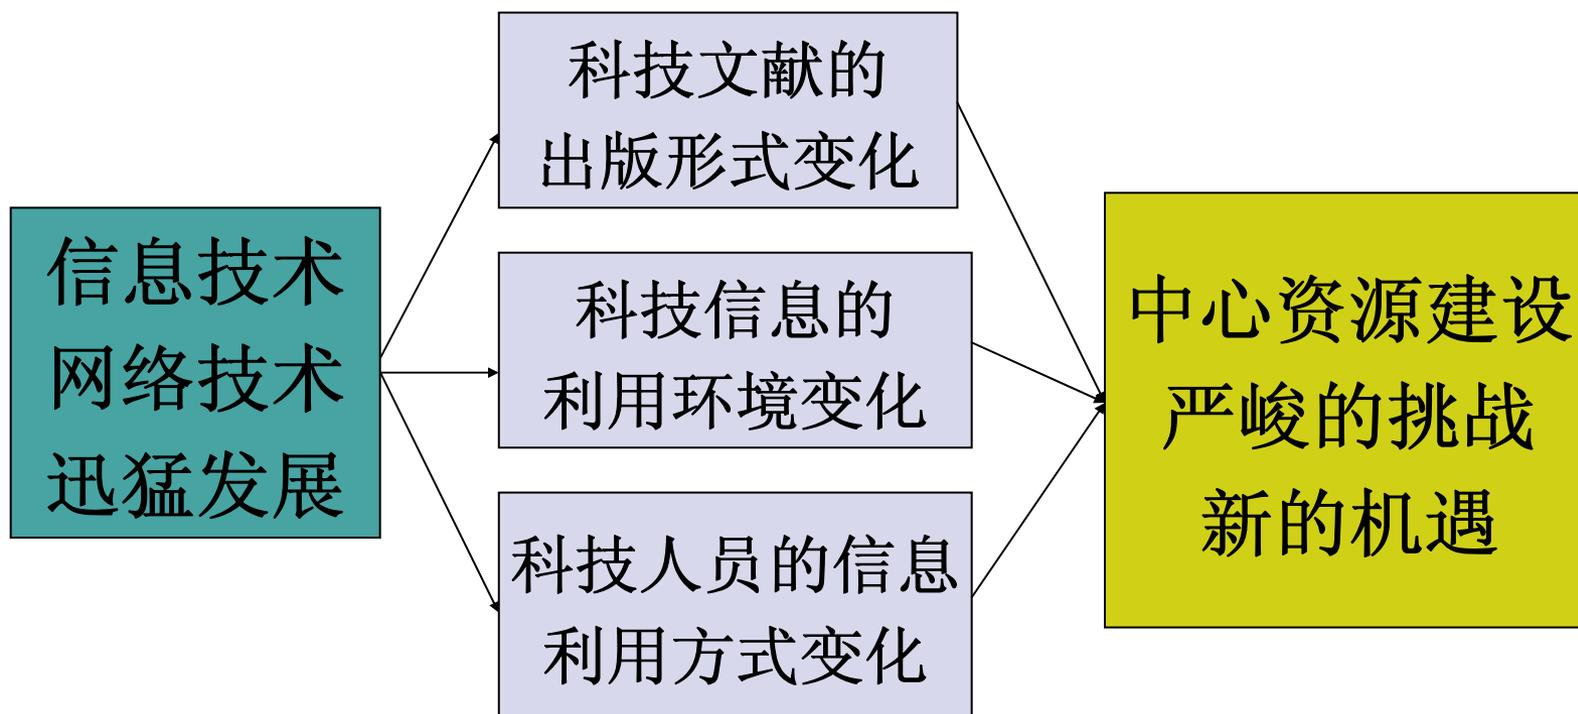 信息技术
网络技术
迅猛发展
科技文献的
出版形式变化
科技信息的
利用环境变化
科技人员的信息
利用方式变化
中心资源建设
严峻的挑战
新的机遇